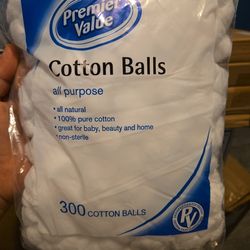 Premier
Value
Cotton Balls
all purpose
• all natural
• 100% pure cotton
• great for baby, beauty and home
• non-sterile
300 COTTON BALLS